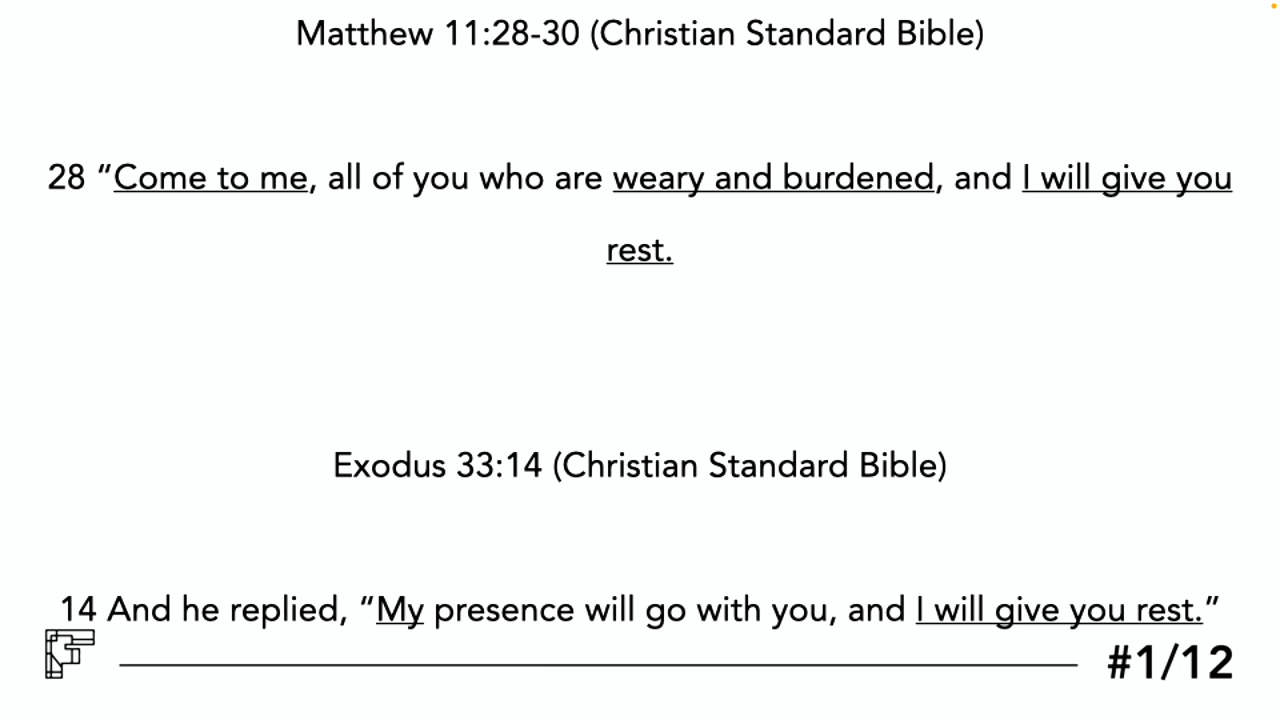 Matthew 11:28-30 (Christian Standard Bible)
28 “Come to me, all of you who are weary and burdened, and I will give you
rest.
Exodus 33:14 (Christian Standard Bible)
14 And he replied, “My presence will go with you, and I will give you rest.”
#1/12